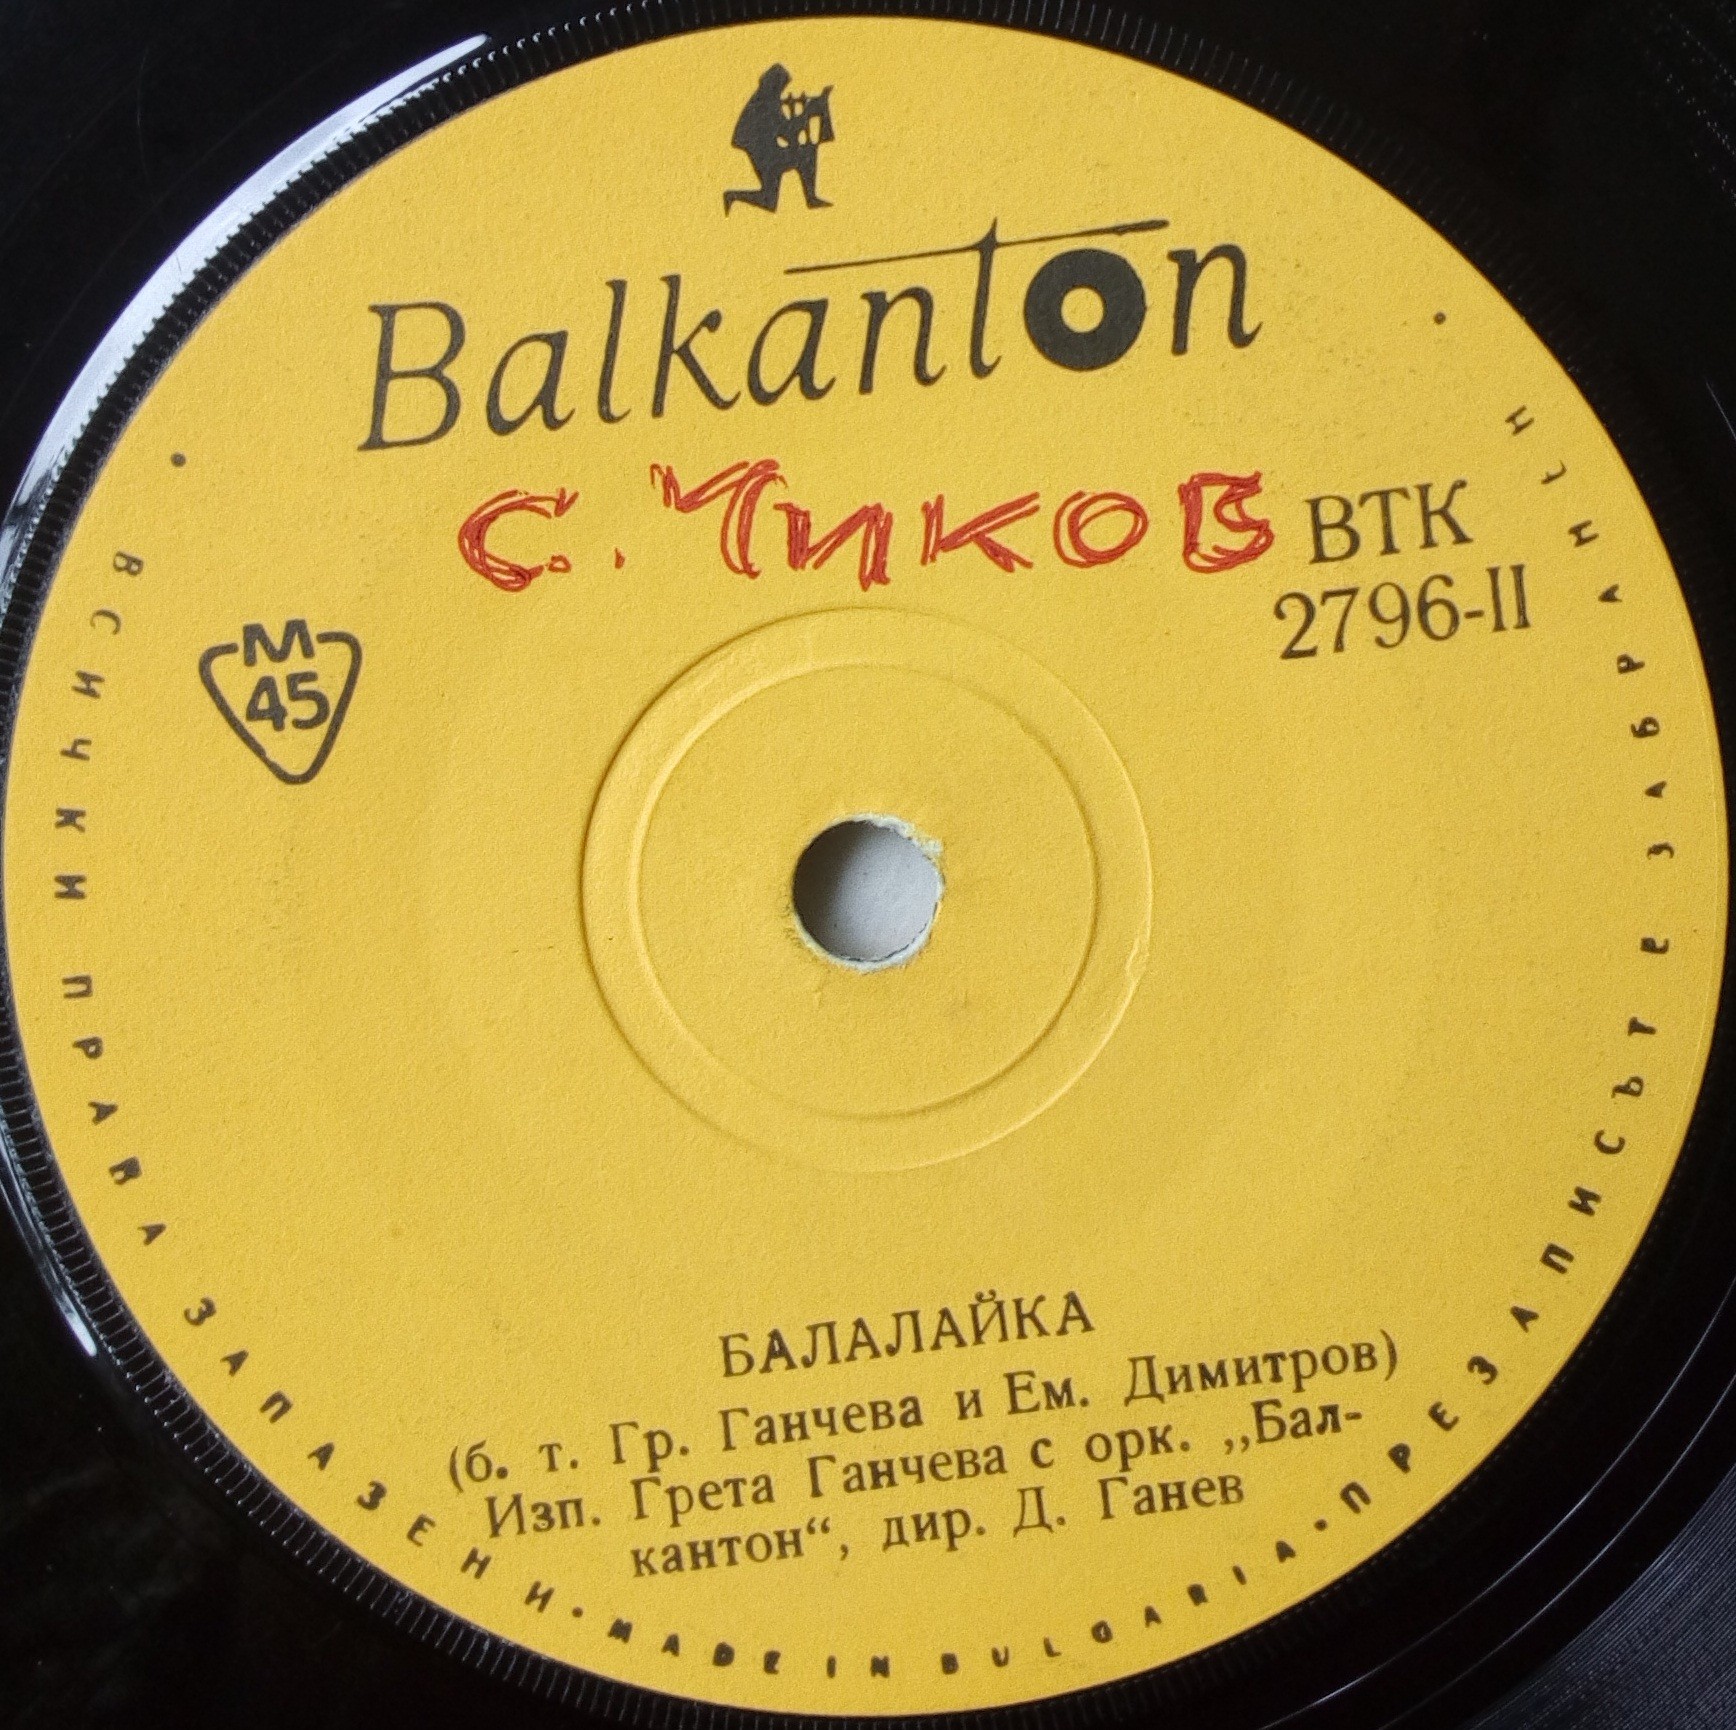 Balkanton
С. Чиков
ВТК
2796-II
М
45
БАЛАЛАЙКА
(б. т. Гр. Ганчева и Ем. Димитров)
Изп. Грета Ганчева с орк. „Бал-
кантон“, дир. Д. Ганев
• ВСИЧКИ ПРАВА ЗАПАЗЕНИ • MADE IN BULGARIA • ПРЕЗАПИСЪТ Е ЗАБРАНЕН •